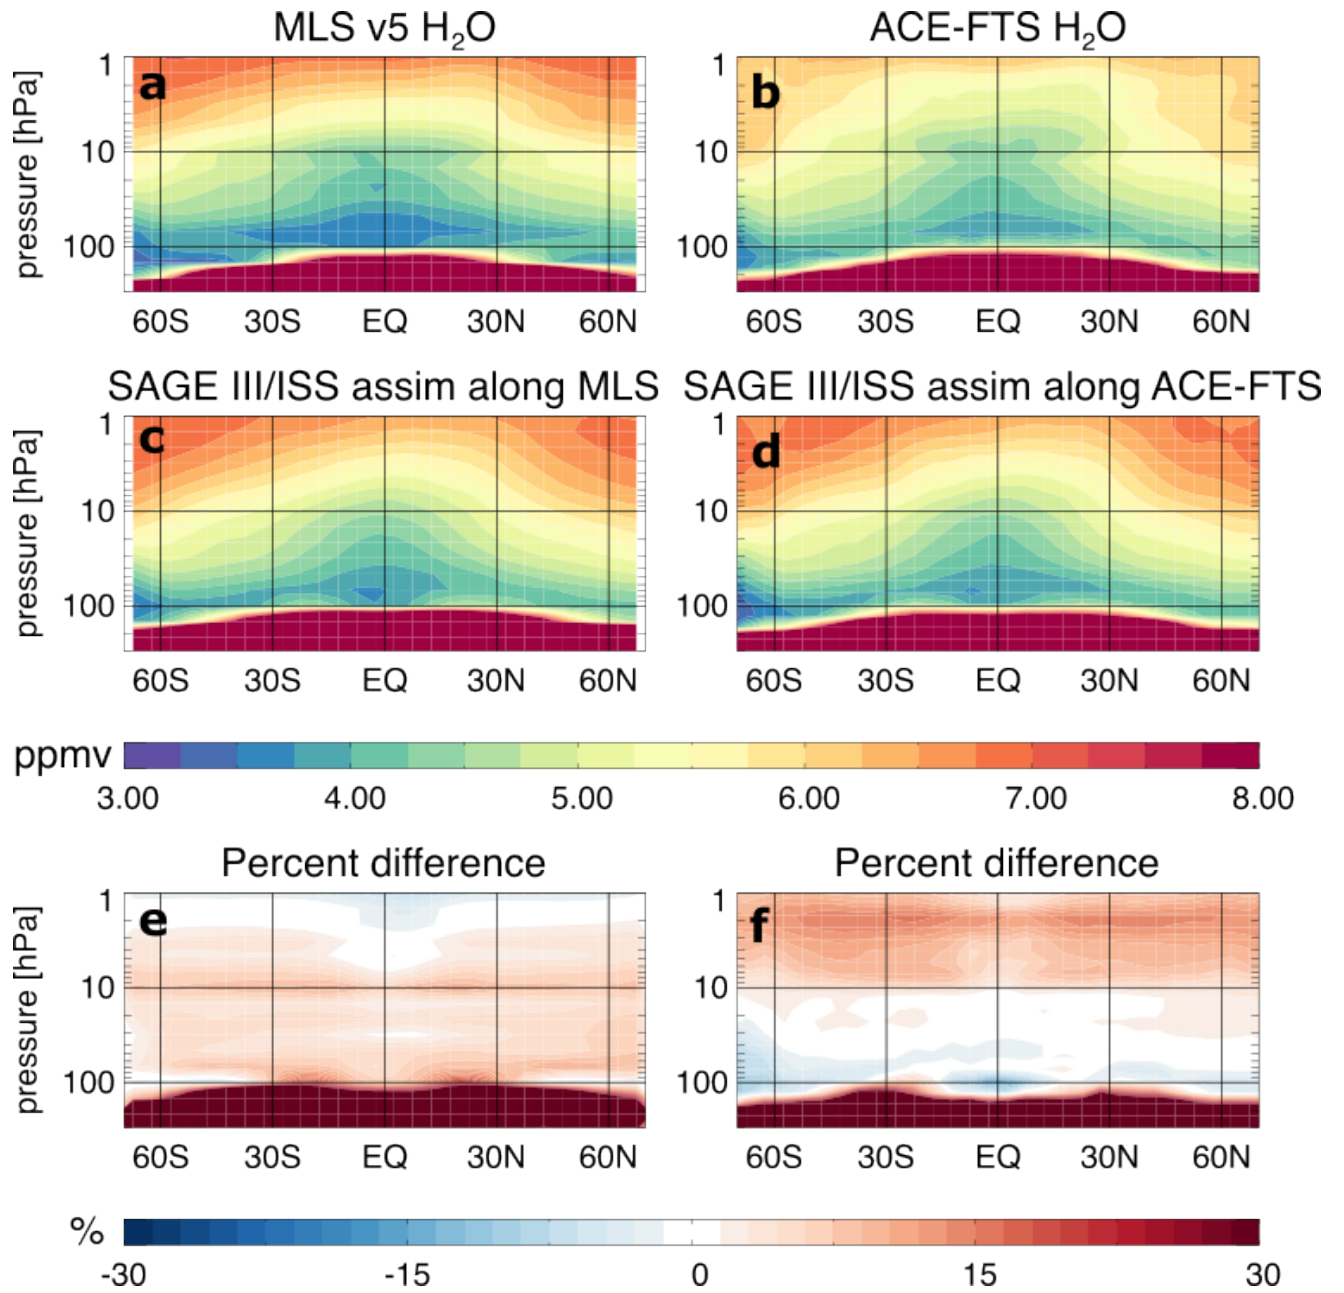 MLS v5 H₂O
ACE-FTS H₂O
pressure [hPa]
1
10
100
a
60S 30S EQ 30N 60N
1
10
100
b
60S 30S EQ 30N 60N
SAGE III/ISS assim along MLS
SAGE III/ISS assim along ACE-FTS
pressure [hPa]
1
10
100
c
60S 30S EQ 30N 60N
1
10
100
d
60S 30S EQ 30N 60N
ppmv
3.00 4.00 5.00 6.00 7.00 8.00
Percent difference
Percent difference
pressure [hPa]
1
10
100
e
60S 30S EQ 30N 60N
1
10
100
f
60S 30S EQ 30N 60N
%
-30 -15 0 15 30